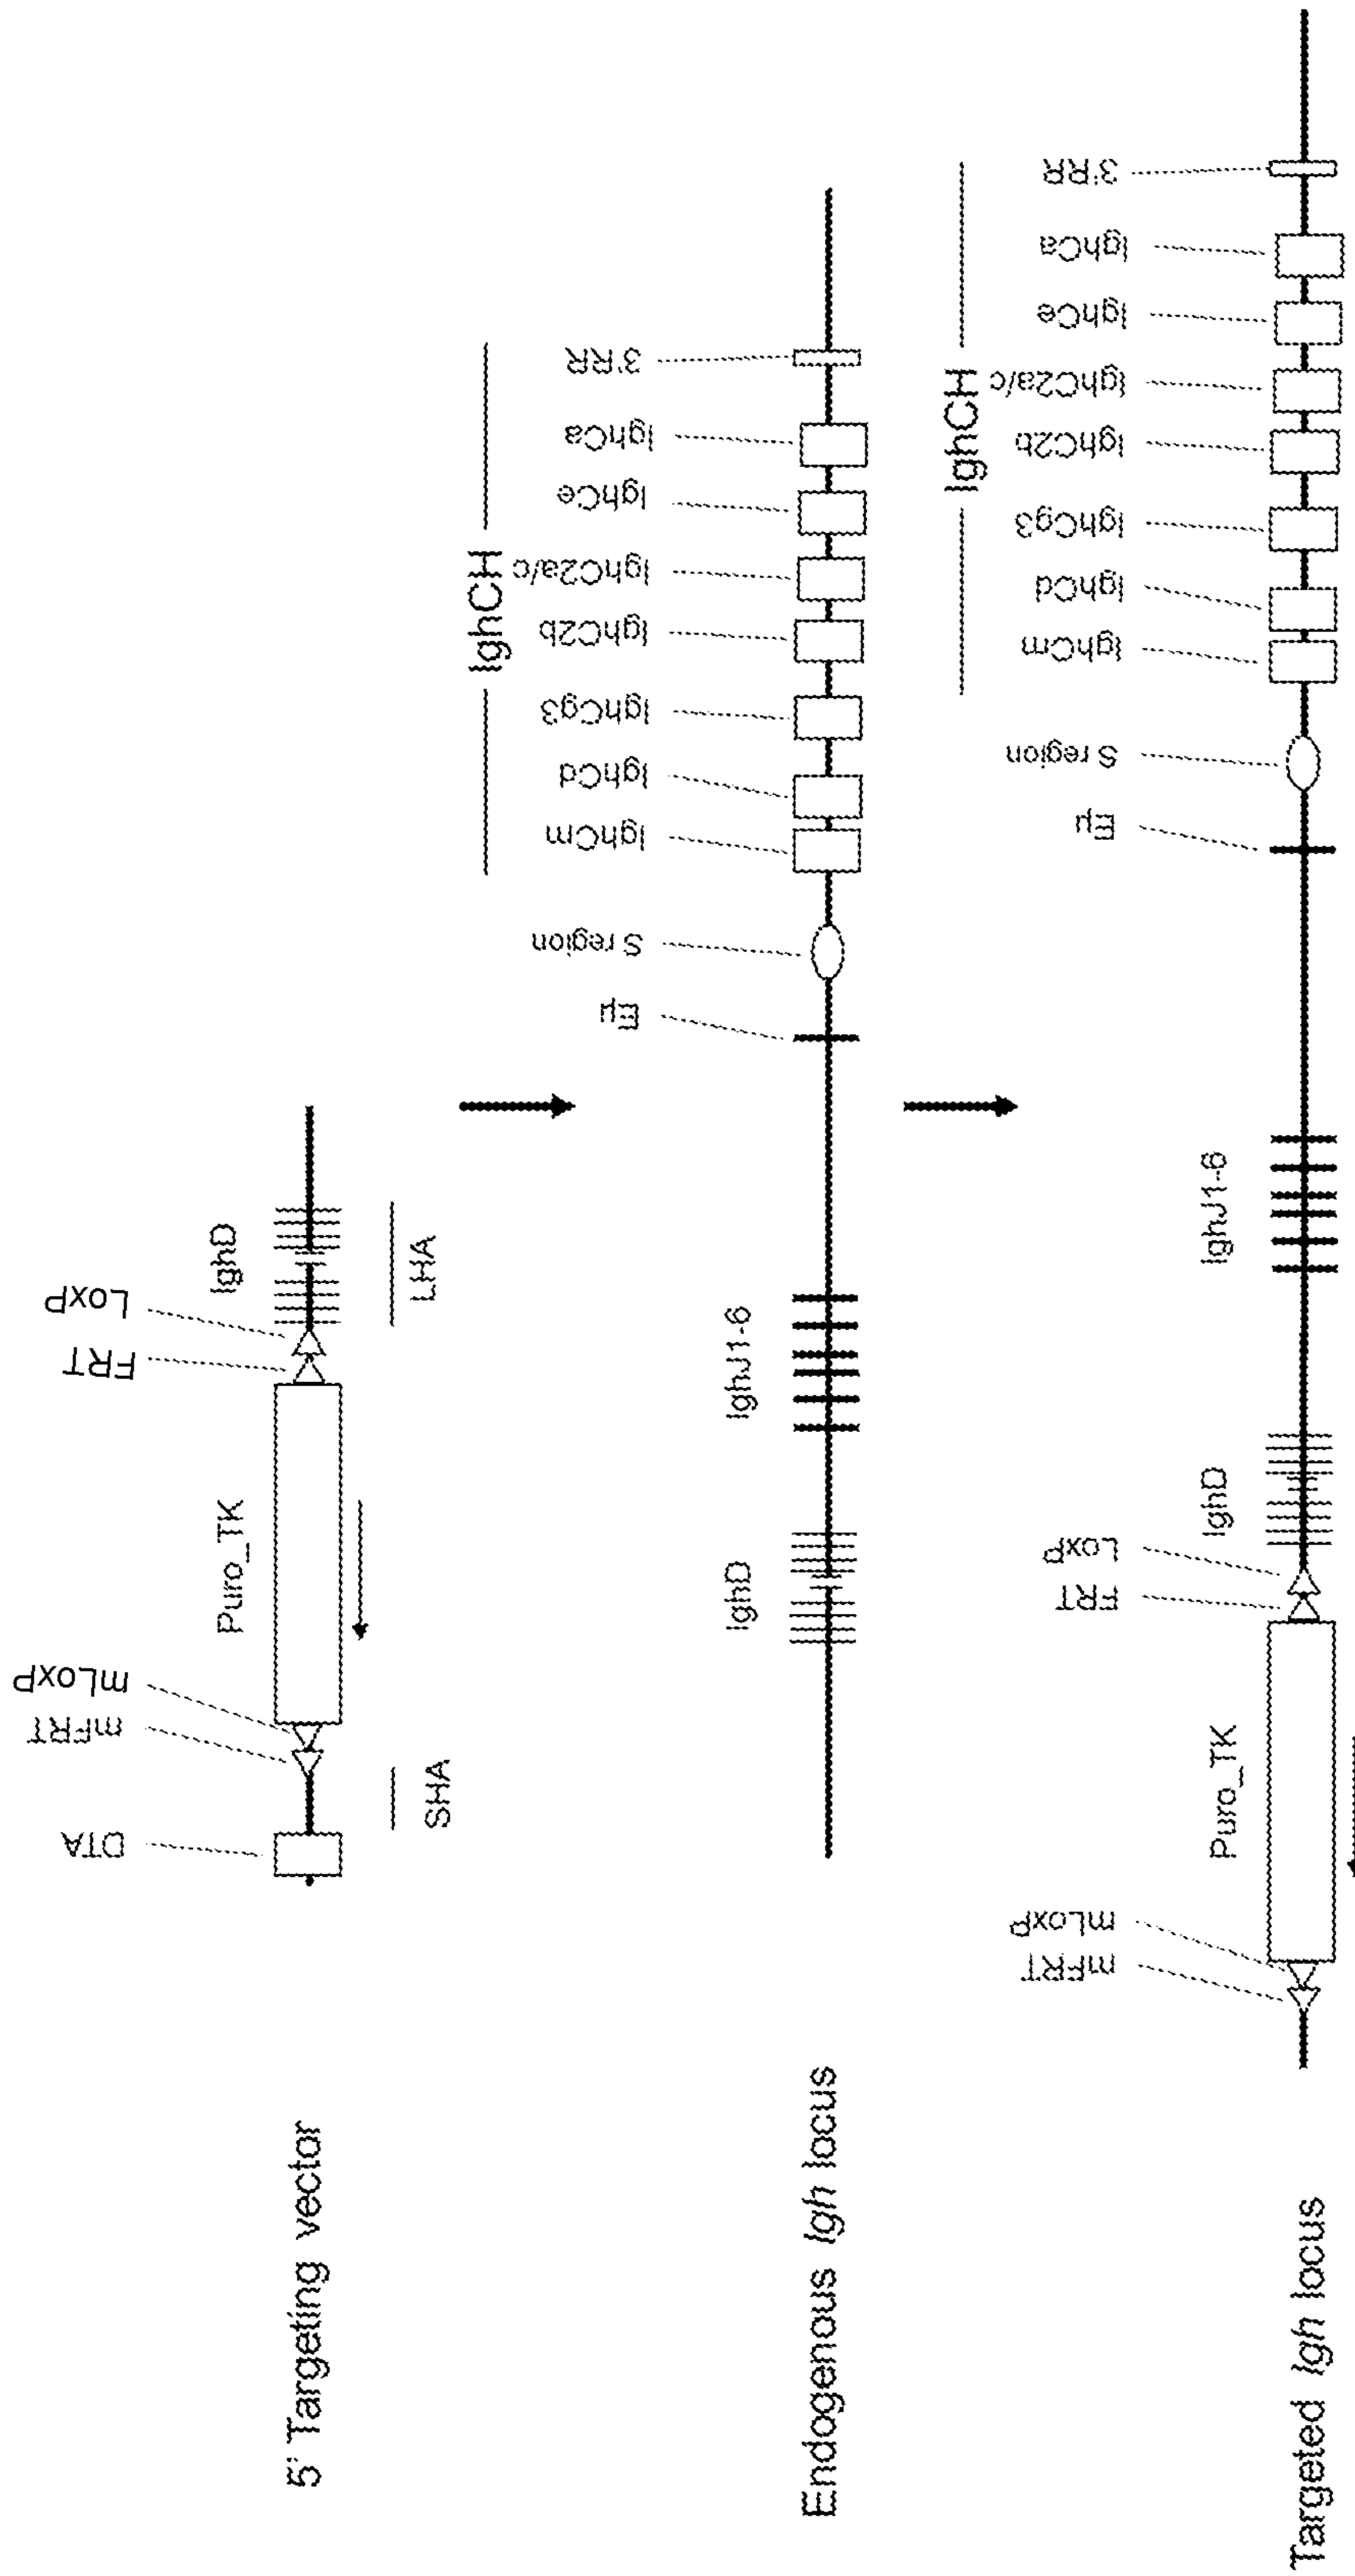 5' Targeting vector
DTA
mFRT
mLoxP
Puro_TK
FRT
LoxP
IghD
SHA
LHA
Endogenous Igh locus
IghD
IghJ1-6
Eµ
S region
IghCH
IghCm
IghCd
IghCg3
IghC2b
IghC2a/c
IghCe
IghCa
3'RR
Targeted Igh locus
mFRT
mLoxP
Puro_TK
FRT
LoxP
IghD
IghJ1-6
Eµ
S region
IghCH
IghCm
IghCd
IghCg3
IghC2b
IghC2a/c
IghCe
IghCa
3'RR